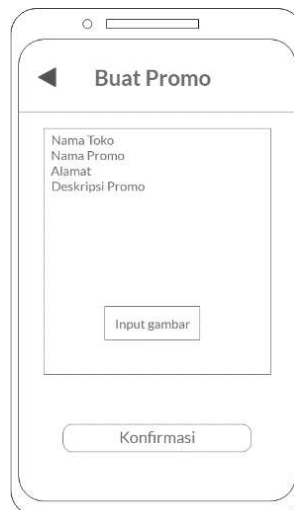 Buat Promo
Nama Toko
Nama Promo
Alamat
Deskripsi Promo
Input gambar
Konfirmasi